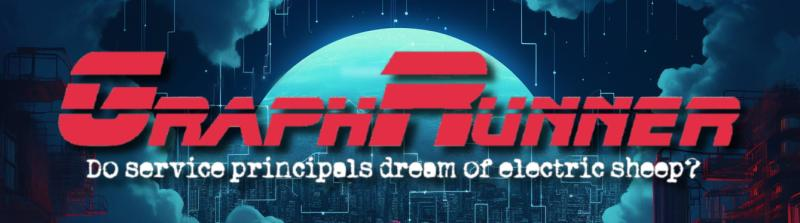 GRAPHRUNNER
Do service principals dream of electric sheep?